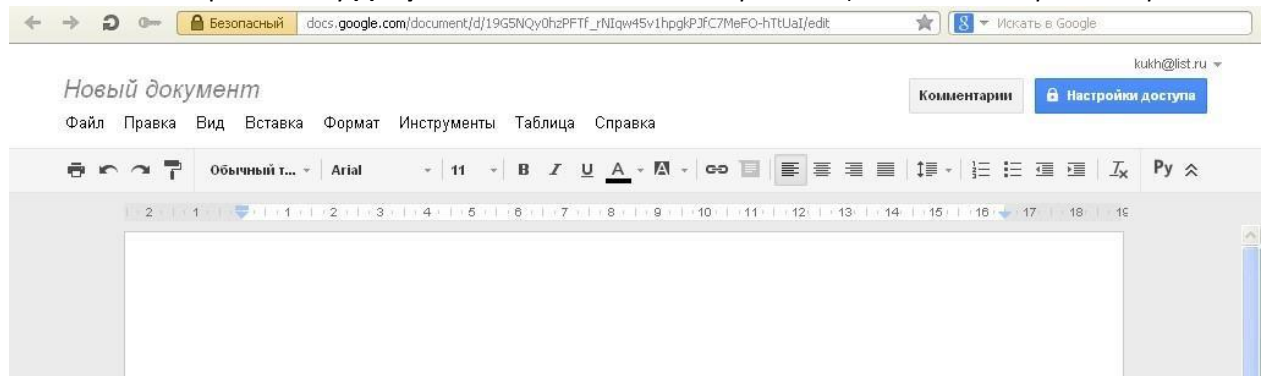 Безопасный docs.google.com/document/d/19G5NQy0hzPFTf_rNIqw45v1hpgkPJfC7MeFO-hTtUaI/edit Искать в Google
kukh@list.ru
Новый документ
Комментарии Настройки доступа
Файл Правка Вид Вставка Формат Инструменты Таблица Справка
Обычный т... Arial 11 B I U A A Ру
2 1 1 2 3 4 5 6 7 8 9 10 11 12 13 14 15 16 17 18 19